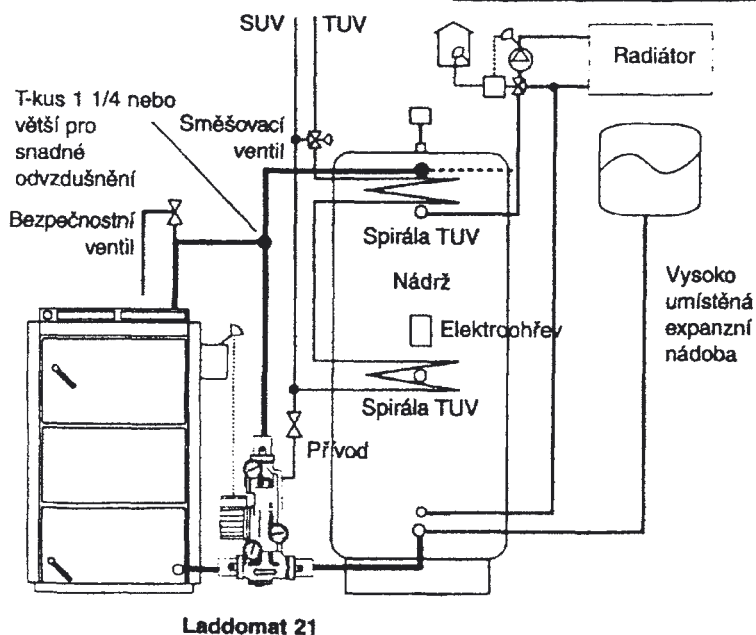 SUV TUV
Radiátor
T-kus 1 1/4 nebo
větší pro
snadné
odvzdušnění
Směšovací
ventil
Bezpečnostní
ventil
Spirála TUV
Nádrž
Elektroohřev
Vysoko
umístěná
expanzní
nádoba
Spirála TUV
Přívod
Laddomat 21